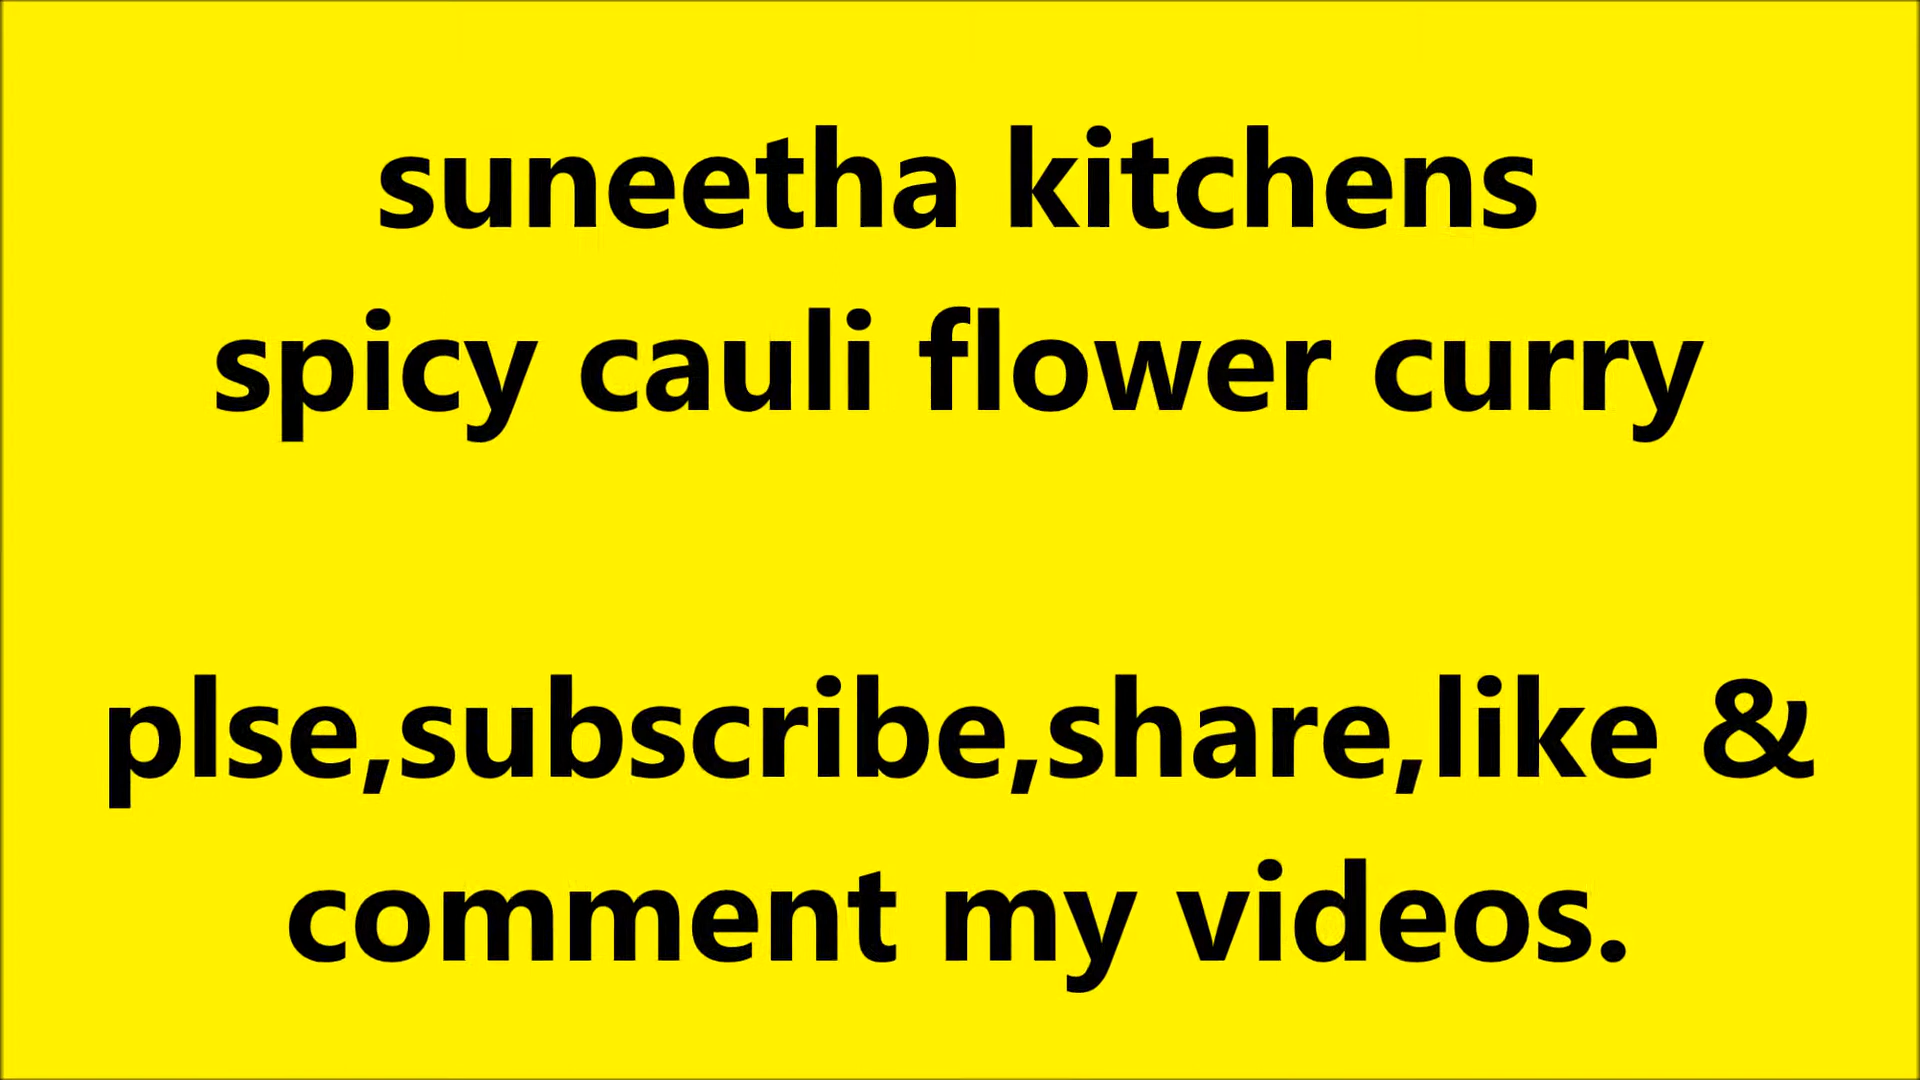 suneetha kitchens
spicy cauli flower curry
plse,subscribe,share,like &
comment my videos.